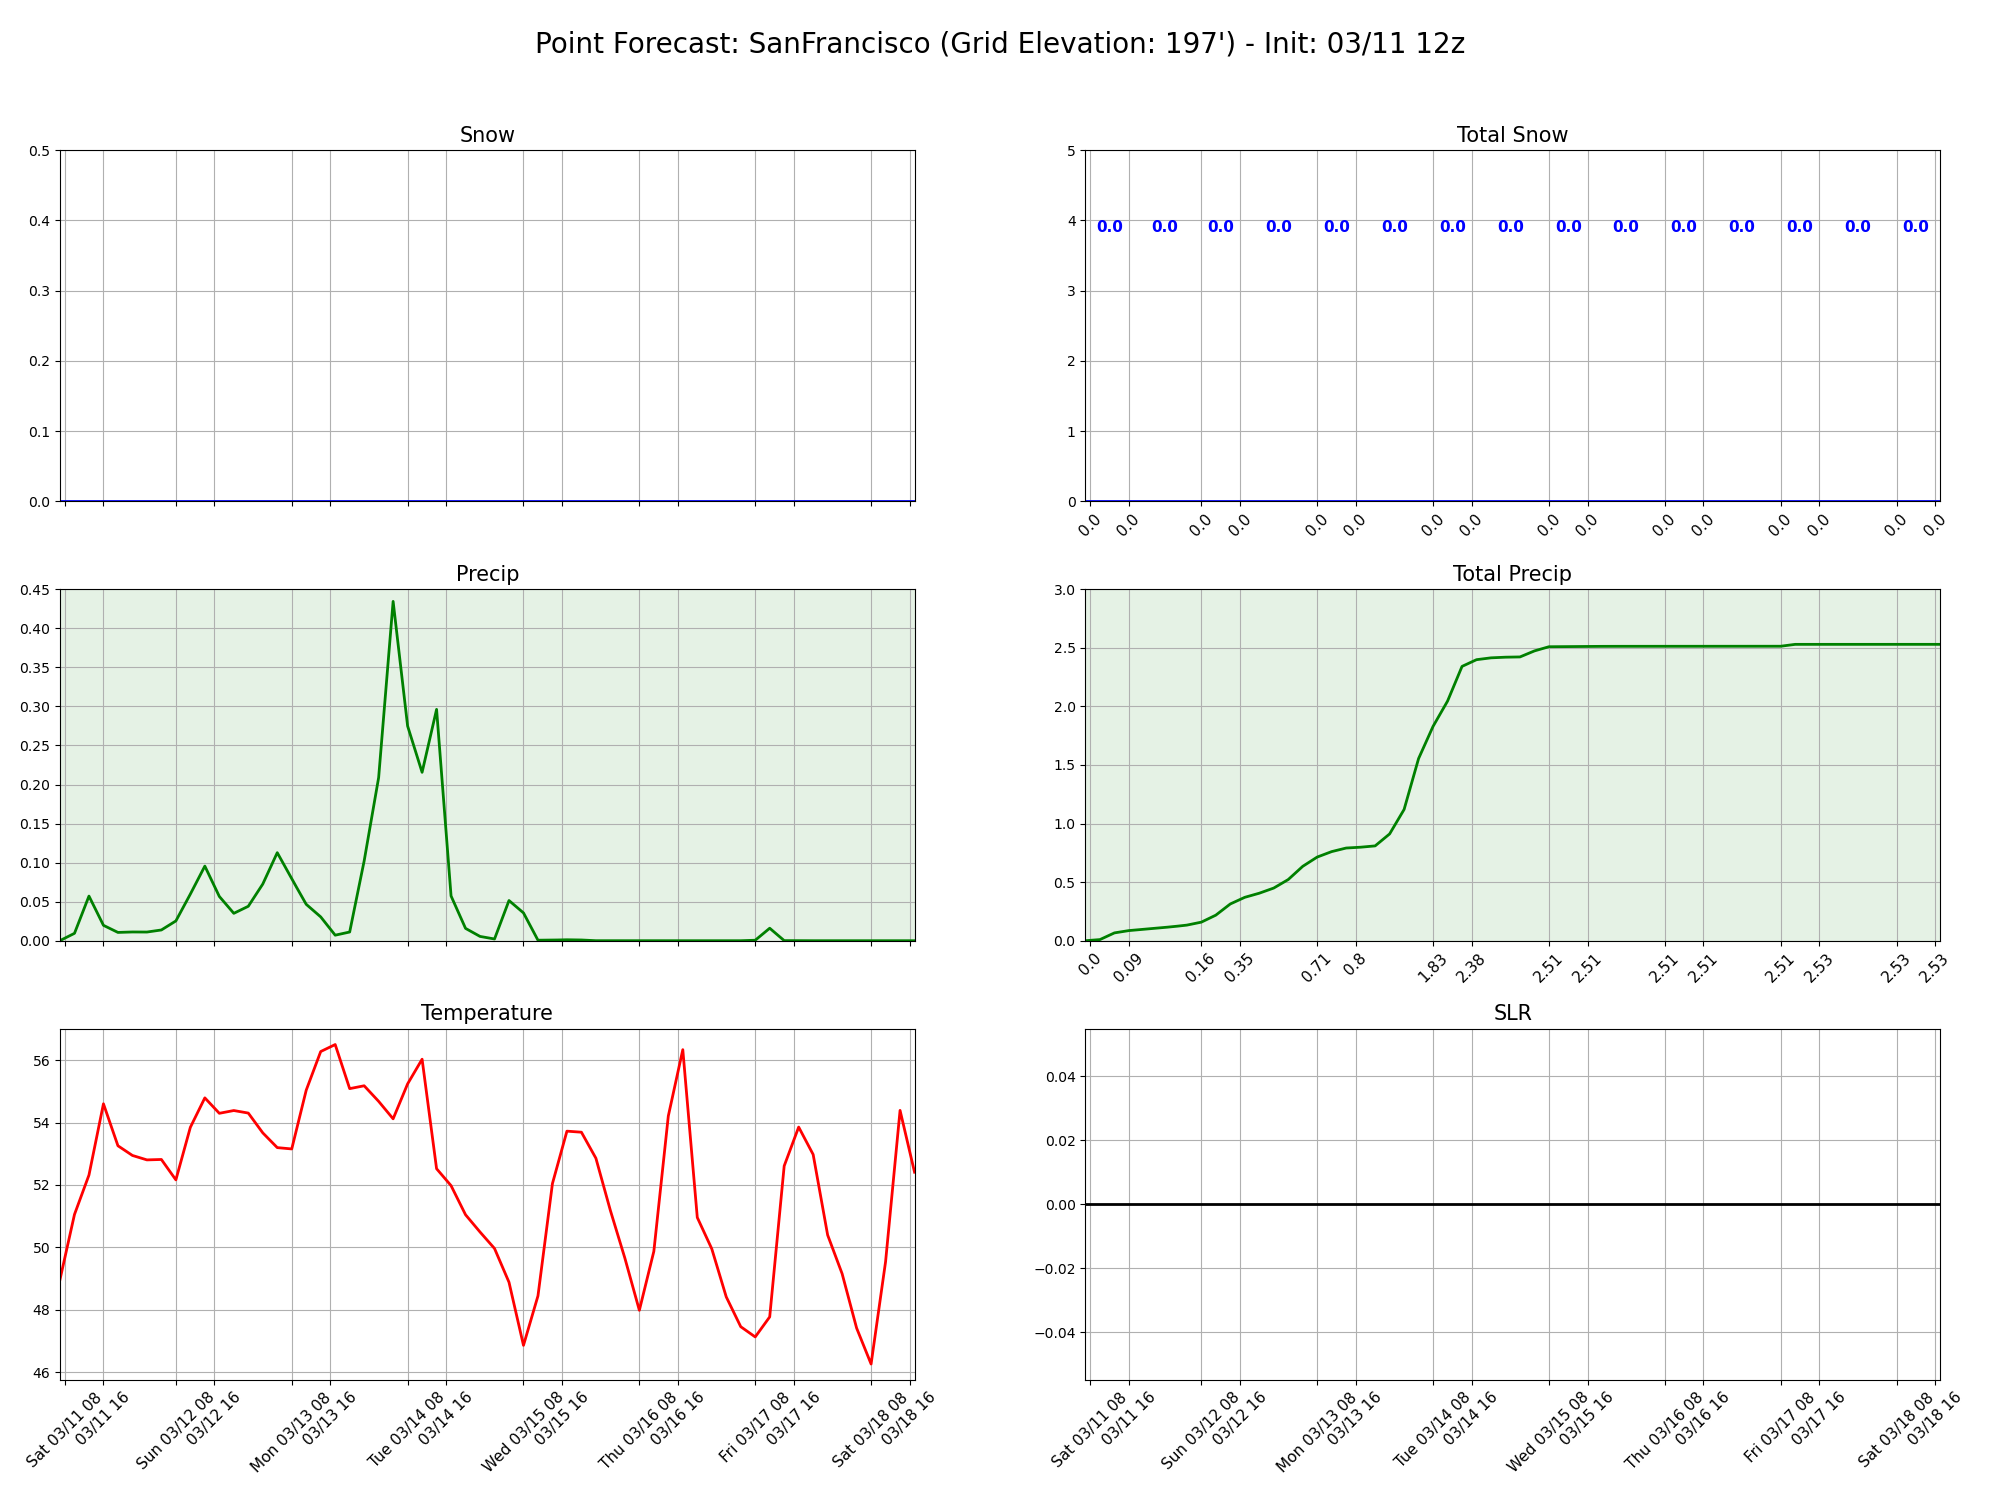 Point Forecast: SanFrancisco (Grid Elevation: 197') - Init: 03/11 12z
Snow
0.5
0.4
0.3
0.2
0.1
0.0
Total Snow
5
4
3
2
1
0
0.0 0.0 0.0 0.0 0.0 0.0 0.0 0.0 0.0 0.0 0.0 0.0 0.0 0.0 0.0
0.0 0.0 0.0 0.0 0.0 0.0 0.0 0.0 0.0 0.0 0.0 0.0 0.0 0.0 0.0 0.0
Precip
0.45
0.40
0.35
0.30
0.25
0.20
0.15
0.10
0.05
0.00
Total Precip
3.0
2.5
2.0
1.5
1.0
0.5
0.0
0.0 0.09 0.16 0.35 0.71 0.8 1.83 2.38 2.51 2.51 2.51 2.51 2.51 2.53 2.53 2.53
Temperature
56
54
52
50
48
46
Sat 03/11 08
03/11 16
Sun 03/12 08
03/12 16
Mon 03/13 08
03/13 16
Tue 03/14 08
03/14 16
Wed 03/15 08
03/15 16
Thu 03/16 08
03/16 16
Fri 03/17 08
03/17 16
Sat 03/18 08
03/18 16
SLR
0.04
0.02
0.00
−0.02
−0.04
Sat 03/11 08
03/11 16
Sun 03/12 08
03/12 16
Mon 03/13 08
03/13 16
Tue 03/14 08
03/14 16
Wed 03/15 08
03/15 16
Thu 03/16 08
03/16 16
Fri 03/17 08
03/17 16
Sat 03/18 08
03/18 16